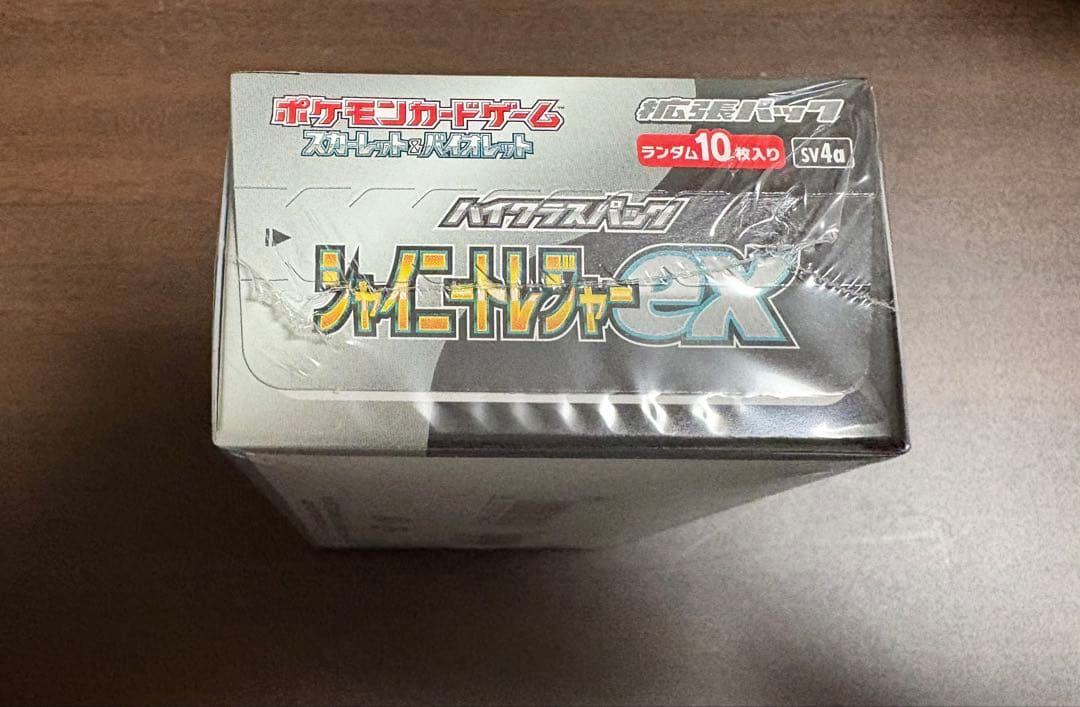 ポケモンカードゲーム™
スカーレット&バイオレット
拡張パック
ランダム10枚入り
sv4a
ハイクラスパック
シャイニートレジャーex